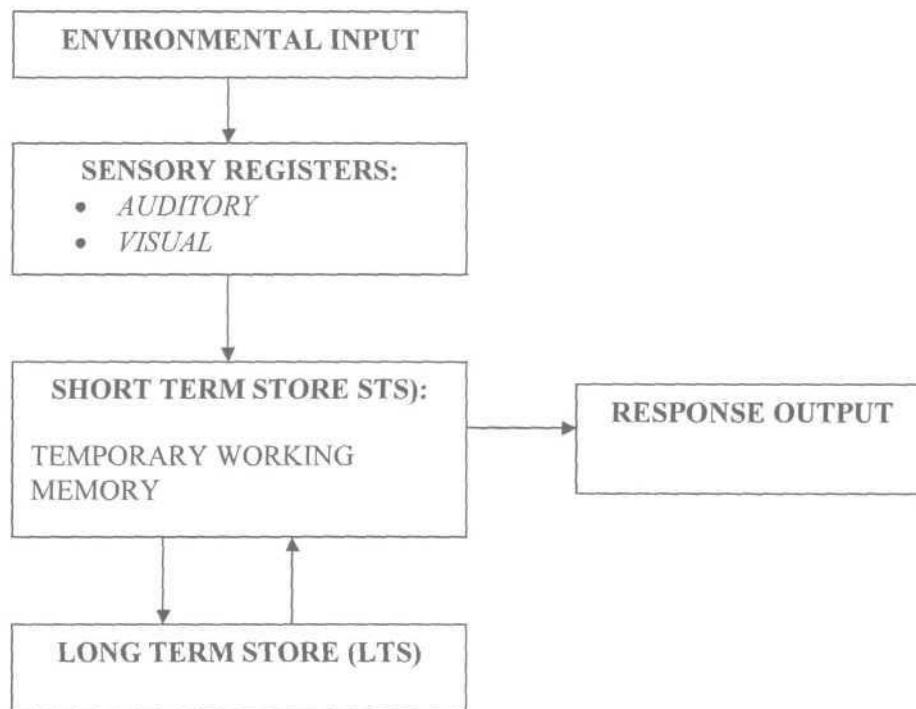 ENVIRONMENTAL INPUT
SENSORY REGISTERS:
• AUDITORY
• VISUAL
SHORT TERM STORE STS):
TEMPORARY WORKING
MEMORY
RESPONSE OUTPUT
LONG TERM STORE (LTS)